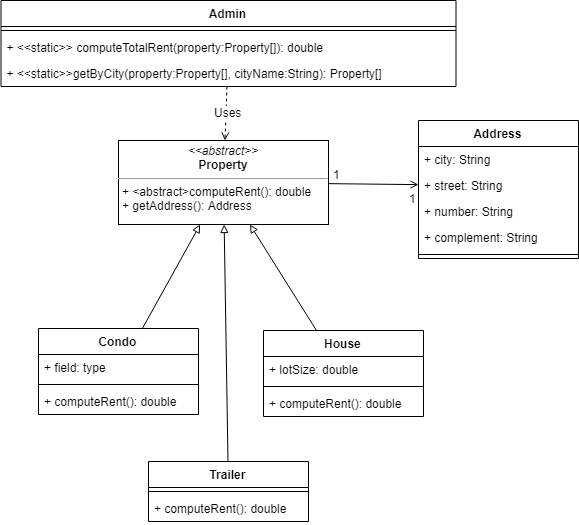 Admin
+ <<static>> computeTotalRent(property:Property[]): double
+ <<static>>getByCity(property:Property[], cityName:String): Property[]
Uses
<<abstract>>
Property
+ <abstract>computeRent(): double
+ getAddress(): Address
1
1
Address
+ city: String
+ street: String
+ number: String
+ complement: String
Condo
+ field: type
+ computeRent(): double
House
+ lotSize: double
+ computeRent(): double
Trailer
+ computeRent(): double